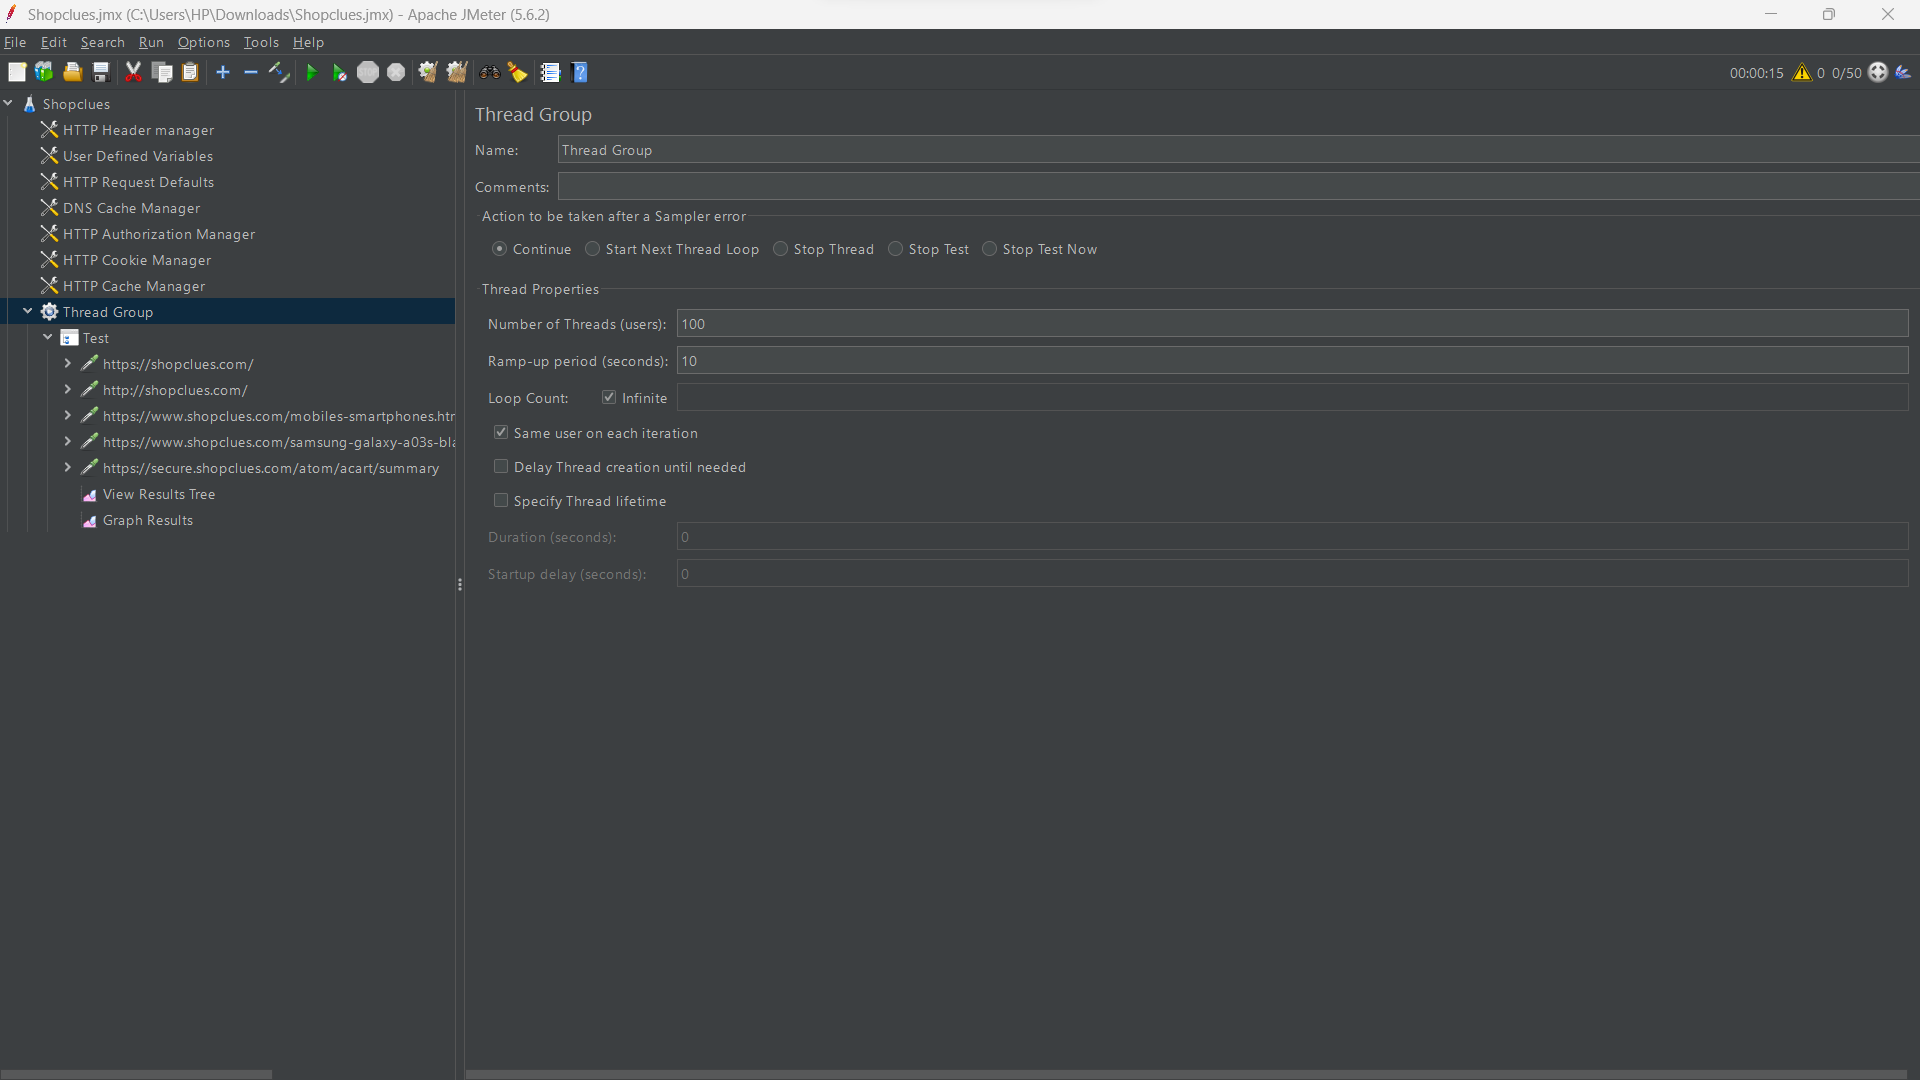 Shopclues.jmx (C:\Users\HP\Downloads\Shopclues.jmx) - Apache JMeter (5.6.2)
File Edit Search Run Options Tools Help
00:00:15 0 0/50
Shopclues
HTTP Header manager
User Defined Variables
HTTP Request Defaults
DNS Cache Manager
HTTP Authorization Manager
HTTP Cookie Manager
HTTP Cache Manager
Thread Group
Test
https://shopclues.com/
http://shopclues.com/
https://www.shopclues.com/mobiles-smartphones.htr
https://www.shopclues.com/samsung-galaxy-a03s-bla
https://secure.shopclues.com/atom/acart/summary
View Results Tree
Graph Results
Thread Group
Name: Thread Group
Comments:
Action to be taken after a Sampler error
Continue Start Next Thread Loop Stop Thread Stop Test Stop Test Now
Thread Properties
Number of Threads (users): 100
Ramp-up period (seconds): 10
Loop Count: Infinite
Same user on each iteration
Delay Thread creation until needed
Specify Thread lifetime
Duration (seconds): 0
Startup delay (seconds): 0